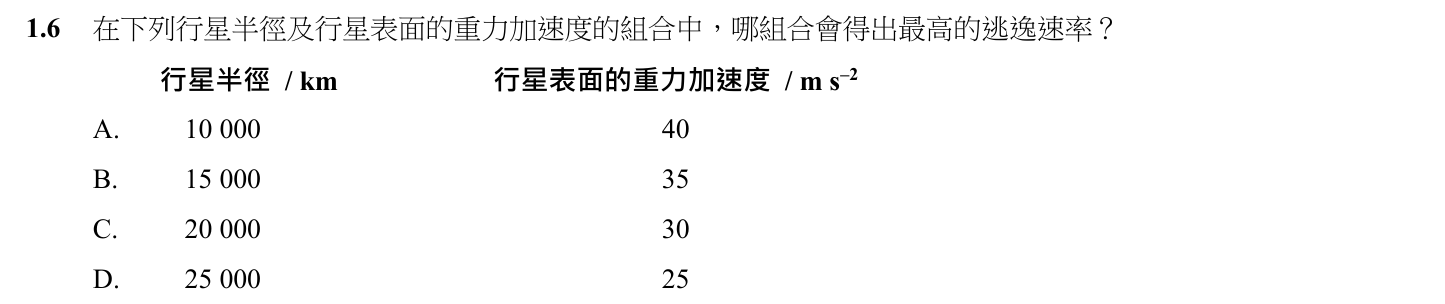 1.6 在下列行星半徑及行星表面的重力加速度的組合中，哪組合會得出最高的逃逸速率？
行星半徑 / km 行星表面的重力加速度 / m s⁻²
A. 10 000 40
B. 15 000 35
C. 20 000 30
D. 25 000 25